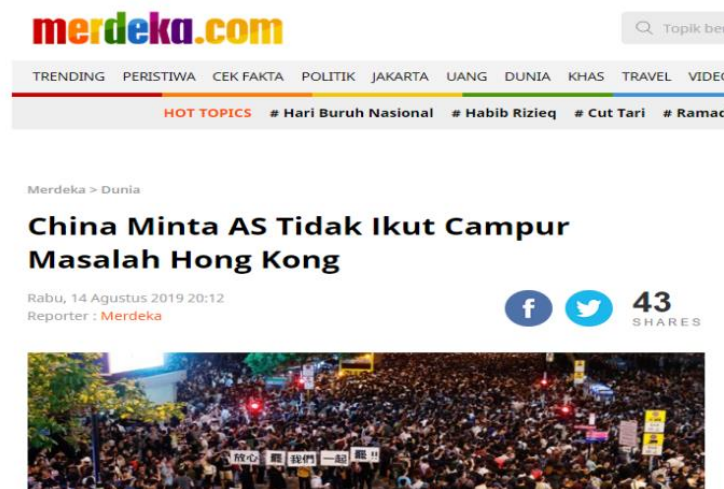 merdeka.com
Topik ber
TRENDING PERISTIWA CEK FAKTA POLITIK JAKARTA UANG DUNIA KHAS TRAVEL VIDEO
HOT TOPICS # Hari Buruh Nasional # Habib Rizieq # Cut Tari # Ramad
Merdeka > Dunia
China Minta AS Tidak Ikut Campur
Masalah Hong Kong
Rabu, 14 Agustus 2019 20:12
Reporter : Merdeka
43
SHARES
放心 罷 我們 一起 罷 !!